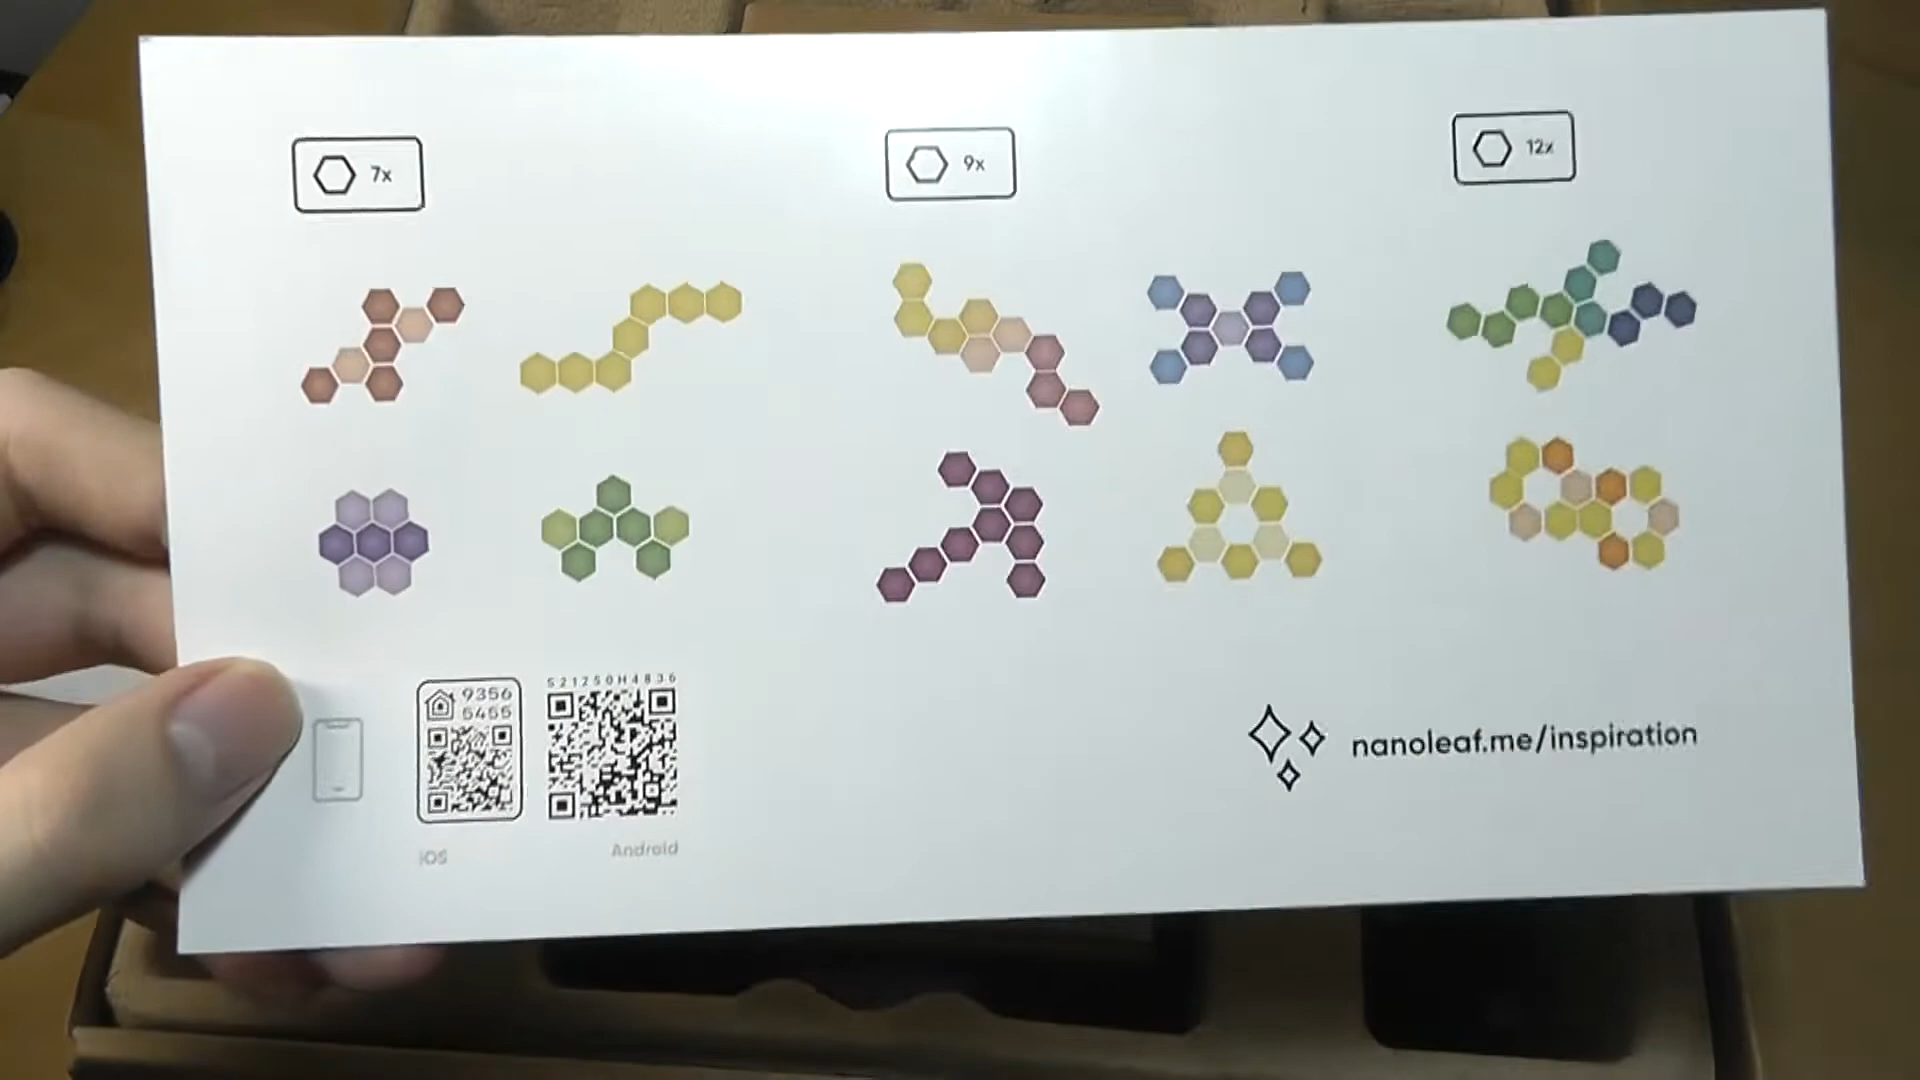 7x
9x
12x
9356
5455
S21250H4836
iOS
Android
nanoleaf.me/inspiration